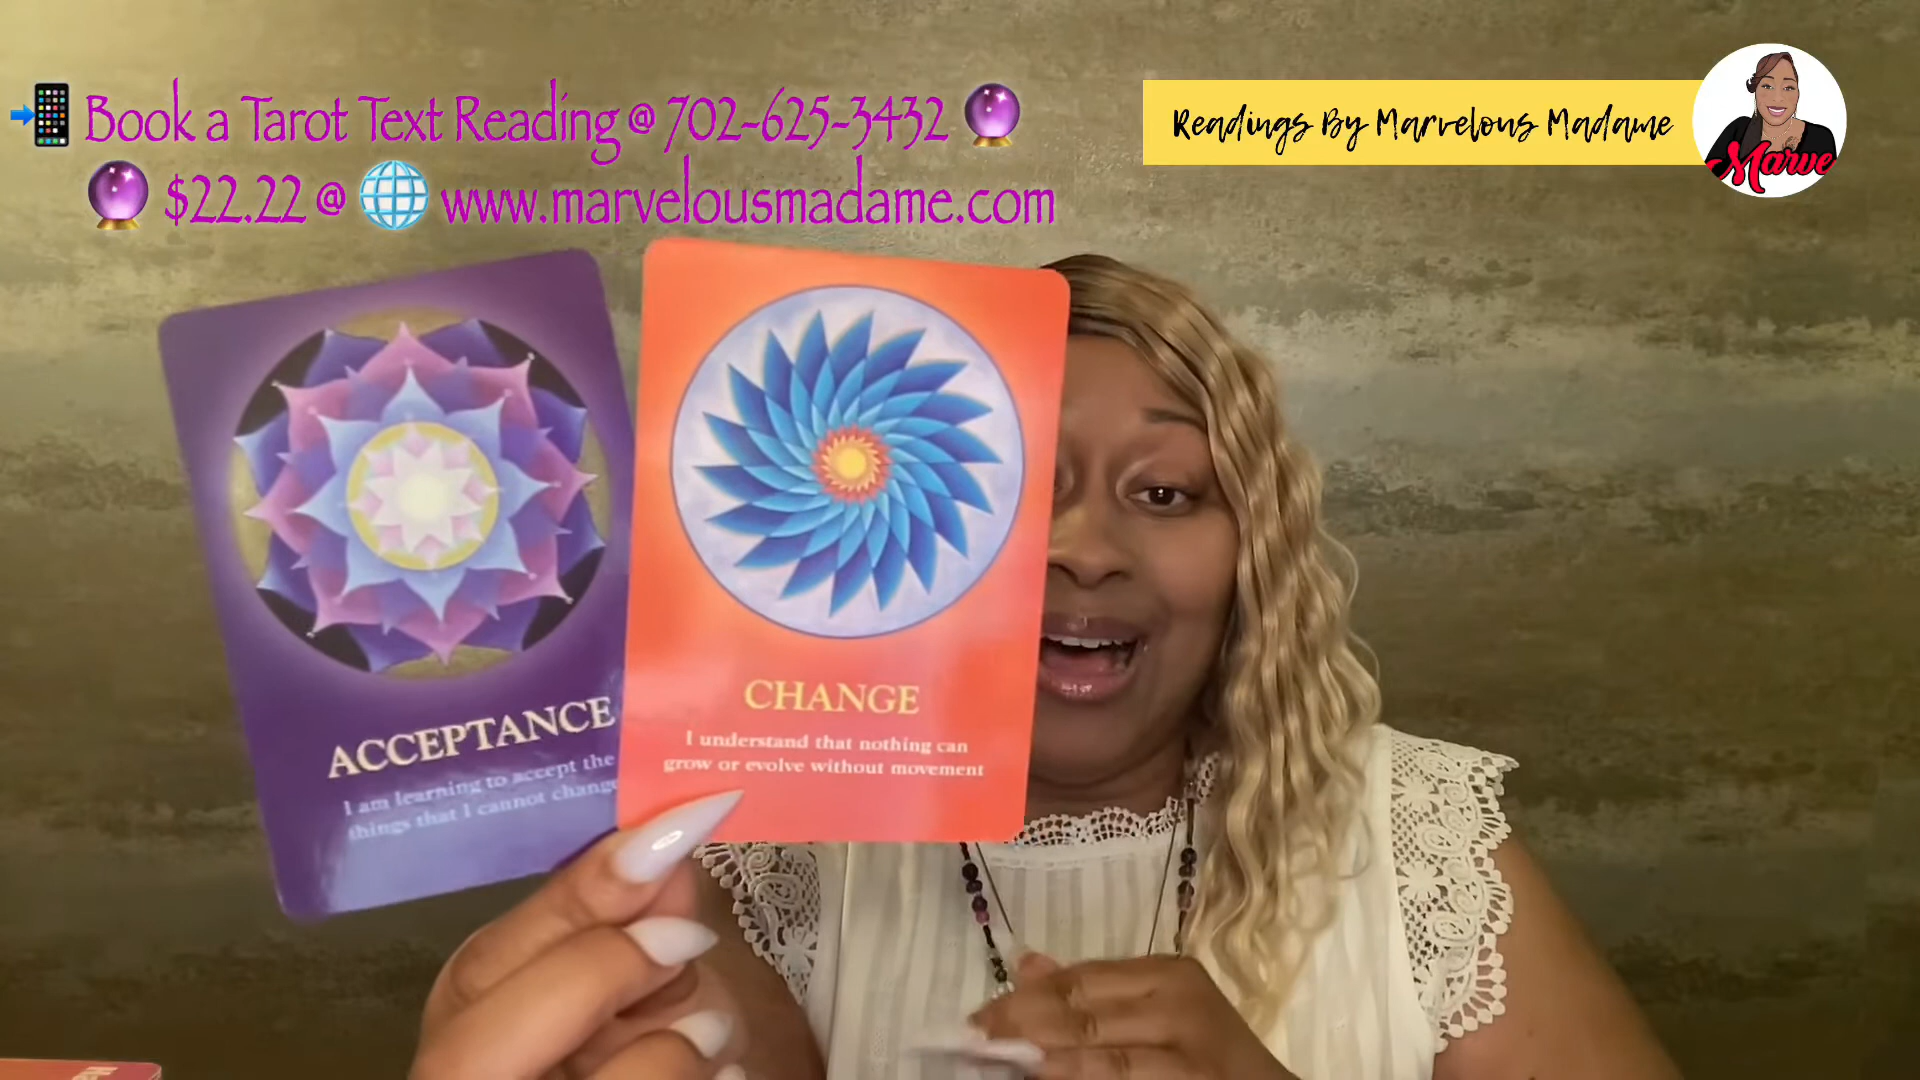 Book a Tarot Text Reading @ 702-625-3432
$22.22 @ www.marvelousmadame.com
Readings By Marvelous Madame
Marve
ACCEPTANCE
I am learning to accept the
things that I cannot change
CHANGE
I understand that nothing can
grow or evolve without movement